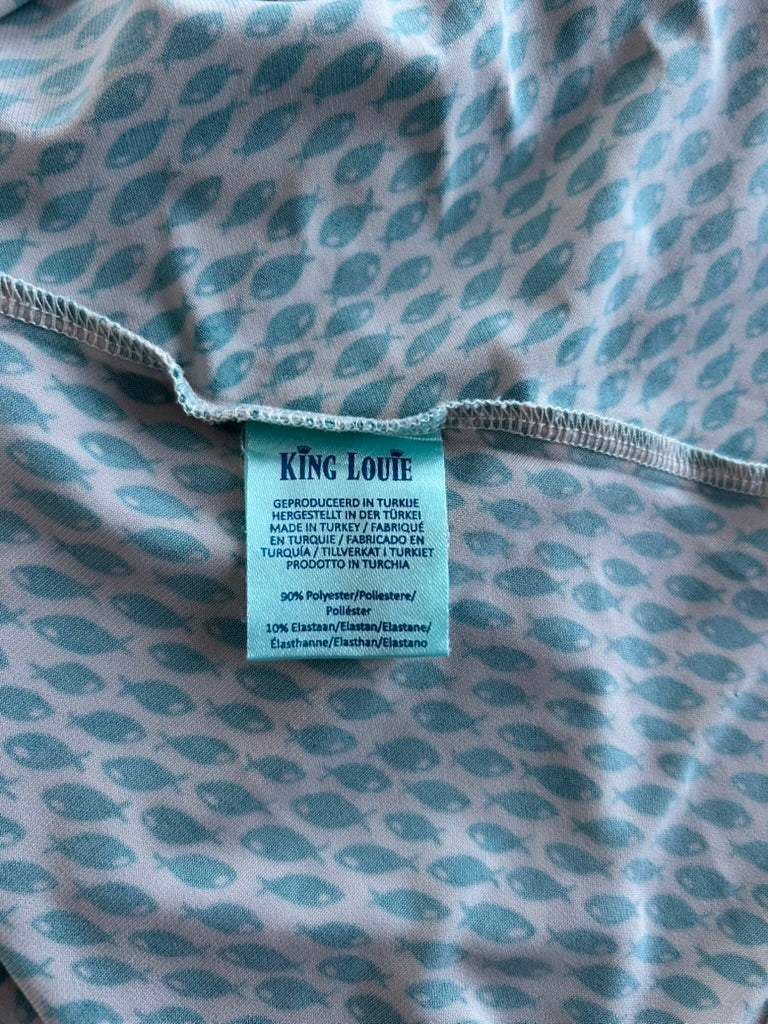 KING LOUIE
GEPRODUCEERD IN TURKIJE
HERGESTELLT IN DER TÜRKEI
MADE IN TURKEY / FABRIQUÉ
EN TURQUIE / FABRICADO EN
TURQUÍA / TILLVERKAT I TURKIET
PRODOTTO IN TURCHIA
90% Polyester/Poliestere/
Poliéster
10% Elastaan/Elastan/Elastane/
Élasthanne/Elasthan/Elastano